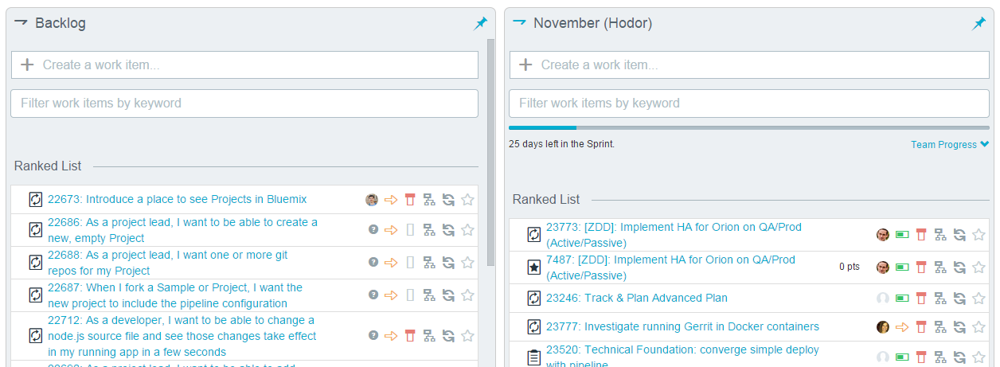 Backlog
Create a work item...
Filter work items by keyword
Ranked List
22673: Introduce a place to see Projects in Bluemix
22686: As a project lead, I want to be able to create a
new, empty Project
22688: As a project lead, I want one or more git
repos for my Project
22687: When I fork a Sample or Project, I want the
new project to include the pipeline configuration
22712: As a developer, I want to be able to change a
node.js source file and see those changes take effect
in my running app in a few seconds
November (Hodor)
Create a work item...
Filter work items by keyword
25 days left in the Sprint.
Team Progress
Ranked List
23773: [ZDD]: Implement HA for Orion on QA/Prod
(Active/Passive)
7487: [ZDD]: Implement HA for Orion on QA/Prod
(Active/Passive)
0 pts
23246: Track & Plan Advanced Plan
23777: Investigate running Gerrit in Docker containers
23520: Technical Foundation: converge simple deploy
with pipeline